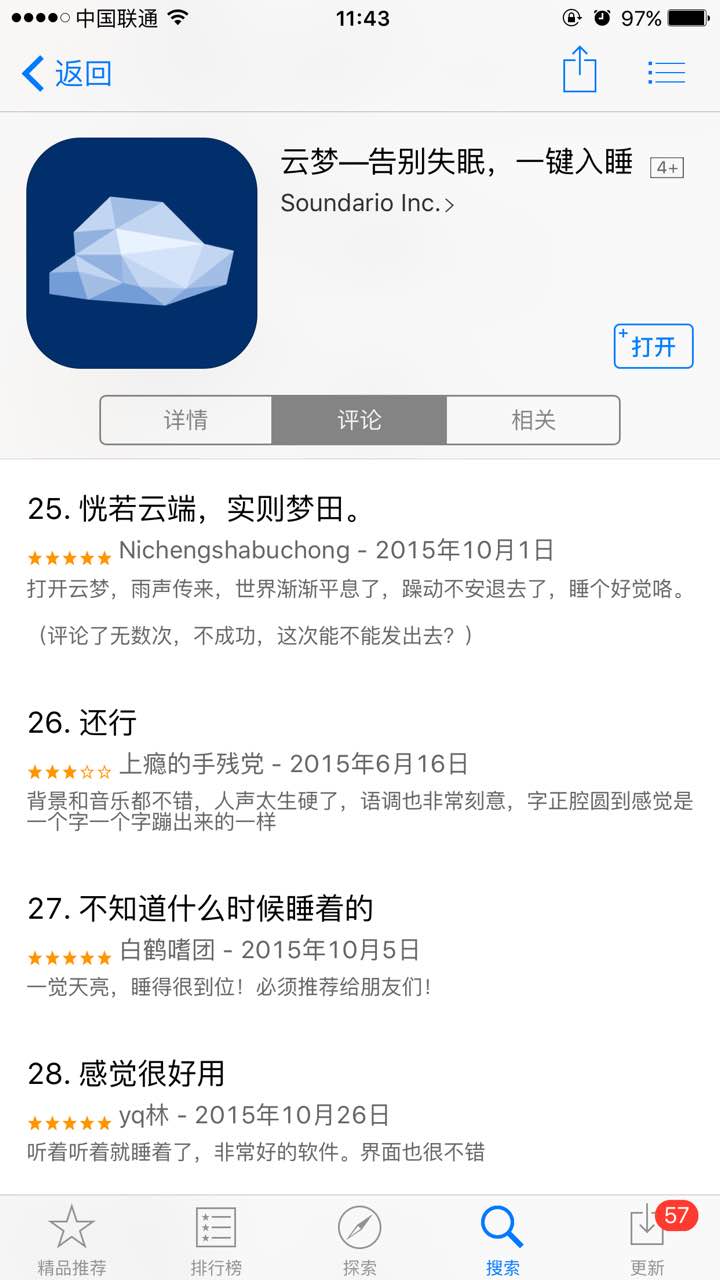 中国联通 11:43 97%
返回
云梦—告别失眠，一键入睡 4+
Soundario Inc.
+打开
详情 评论 相关
25. 恍若云端，实则梦田。
Nichengshabuchong - 2015年10月1日
打开云梦，雨声传来，世界渐渐平息了，躁动不安退去了，睡个好觉咯。
（评论了无数次，不成功，这次能不能发出去？）
26. 还行
上瘾的手残党 - 2015年6月16日
背景和音乐都不错，人声太生硬了，语调也非常刻意，字正腔圆到感觉是
一个字一个字蹦出来的一样
27. 不知道什么时候睡着的
白鹤嗜团 - 2015年10月5日
一觉天亮，睡得很到位！必须推荐给朋友们！
28. 感觉很好用
yq林 - 2015年10月26日
听着听着就睡着了，非常好的软件。界面也很不错
57
精品推荐 排行榜 探索 搜索 更新